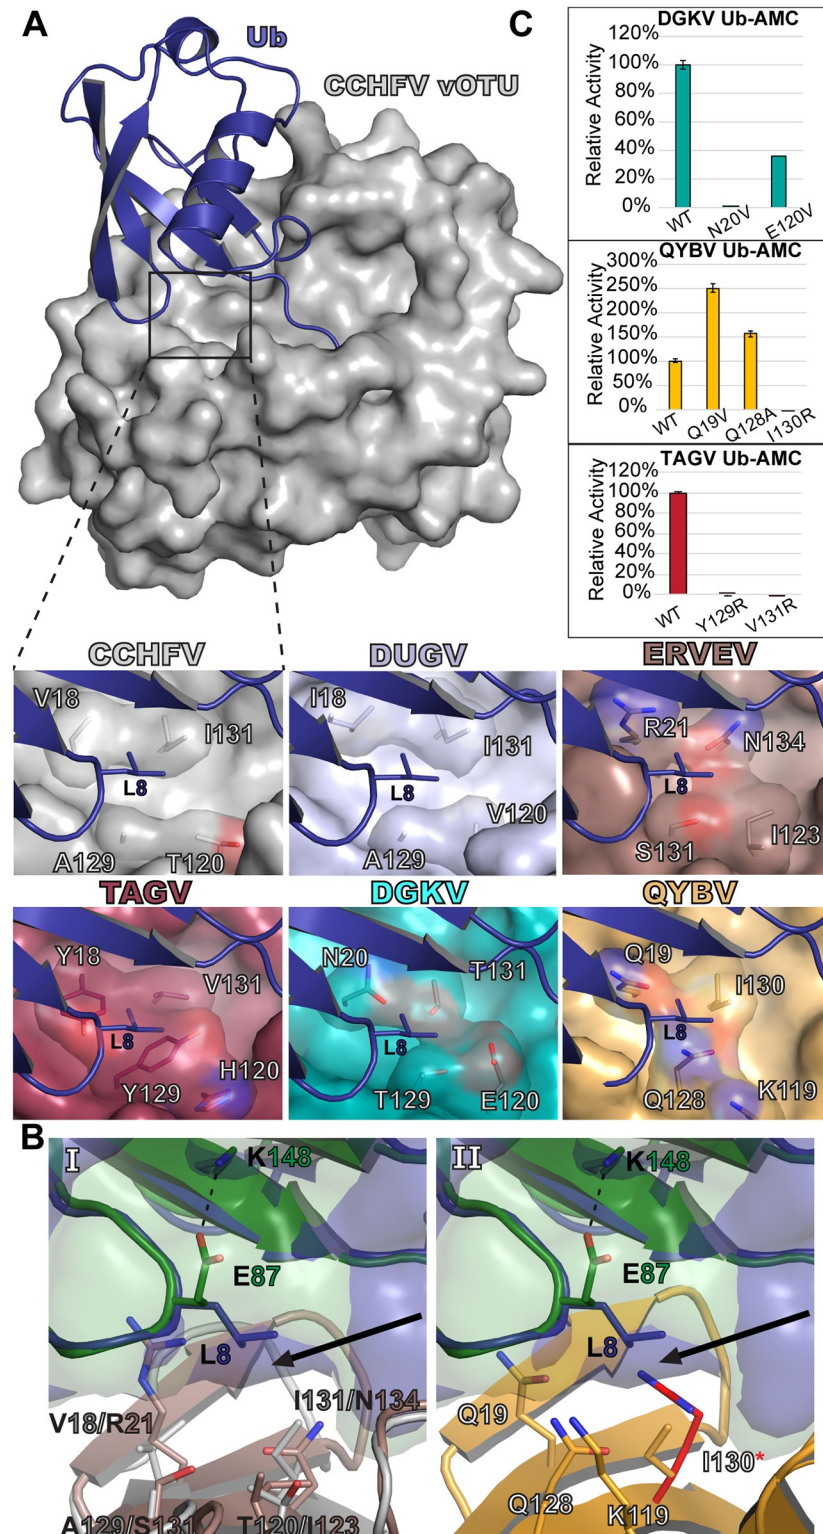 A
Ub
CCHFV vOTU
C
DGKV Ub-AMC
Relative Activity
120%
100%
80%
60%
40%
20%
0%
WT
N20V
E120V
QYBV Ub-AMC
Relative Activity
300%
250%
200%
150%
100%
50%
0%
WT
Q19V
Q128A
I130R
TAGV Ub-AMC
Relative Activity
120%
100%
80%
60%
40%
20%
0%
WT
Y129R
V131R
CCHFV
V18
I131
L8
A129
T120
DUGV
I18
I131
L8
V120
A129
ERVEV
R21
N134
L8
S131
I123
TAGV
Y18
V131
L8
Y129
H120
DGKV
N20
T131
L8
T129
E120
QYBV
Q19
I130
L8
Q128
K119
B
I
K148
E87
L8
V18/R21
I131/N134
A129/S131
T120/I123
II
K148
E87
L8
Q19
I130*
Q128
K119